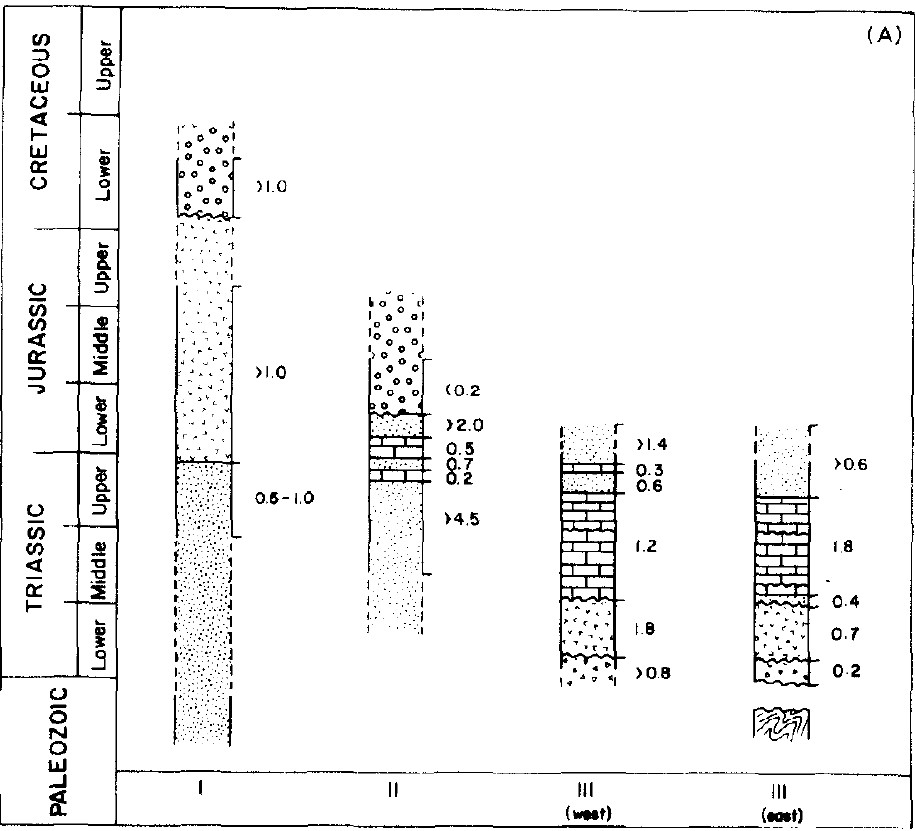 (A)
CRETACEOUS
Upper
Lower
JURASSIC
Upper
Middle
Lower
TRIASSIC
Upper
Middle
Lower
PALEOZOIC
>1.0
>1.0
0.5-1.0
<0.2
>2.0
0.5
0.7
0.2
>4.5
>1.4
0.3
0.6
1.2
1.8
>0.8
>0.6
1.8
0.4
0.7
0.2
I
II
III
(west)
III
(east)